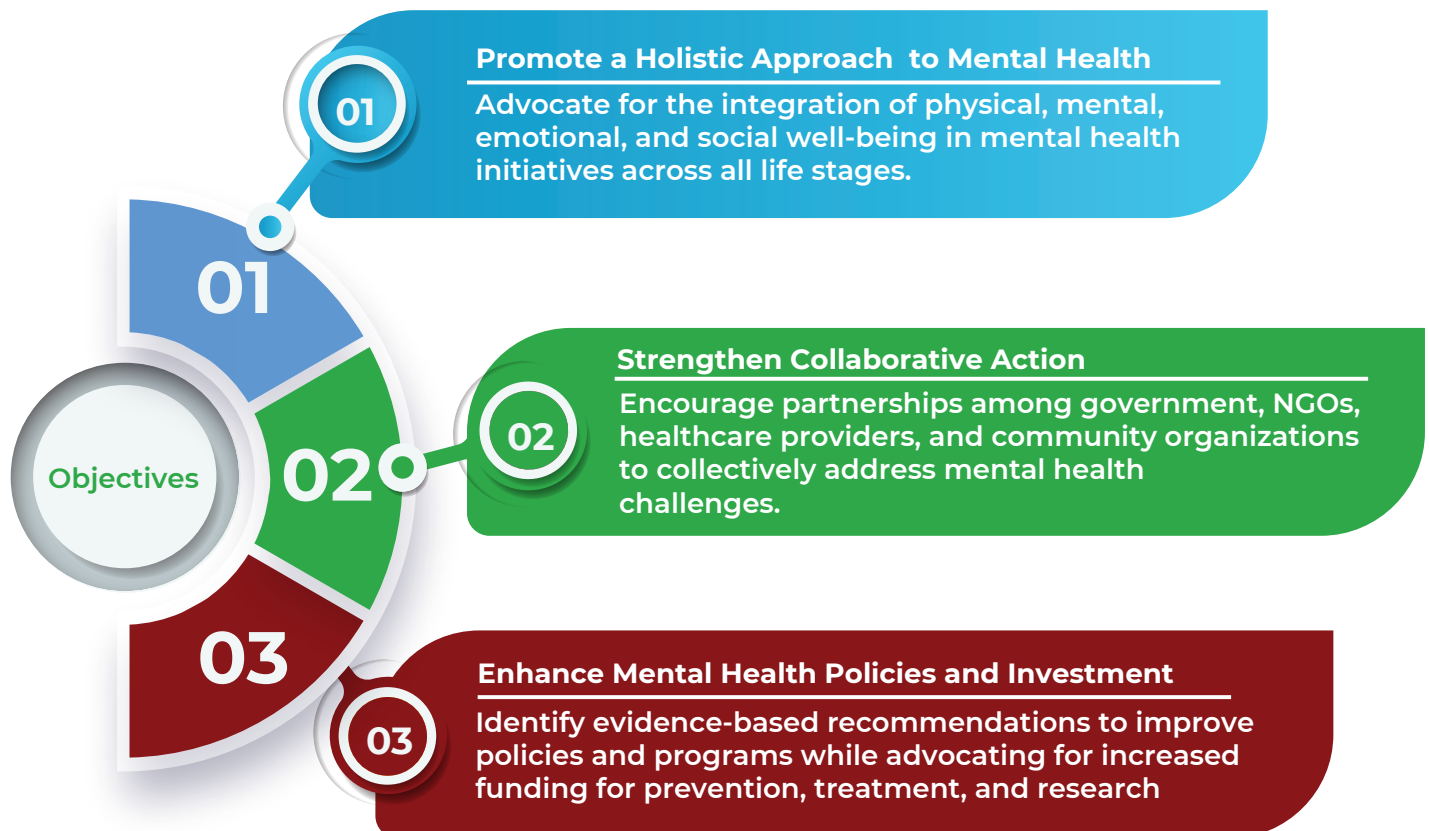 01
Promote a Holistic Approach  to Mental Health
Advocate for the integration of physical, mental,
emotional, and social well-being in mental health
initiatives across all life stages.
01
Objectives
02
02
Strengthen Collaborative Action
Encourage partnerships among government, NGOs,
healthcare providers, and community organizations
to collectively address mental health
challenges.
03
03
Enhance Mental Health Policies and Investment
Identify evidence-based recommendations to improve
policies and programs while advocating for increased
funding for prevention, treatment, and research